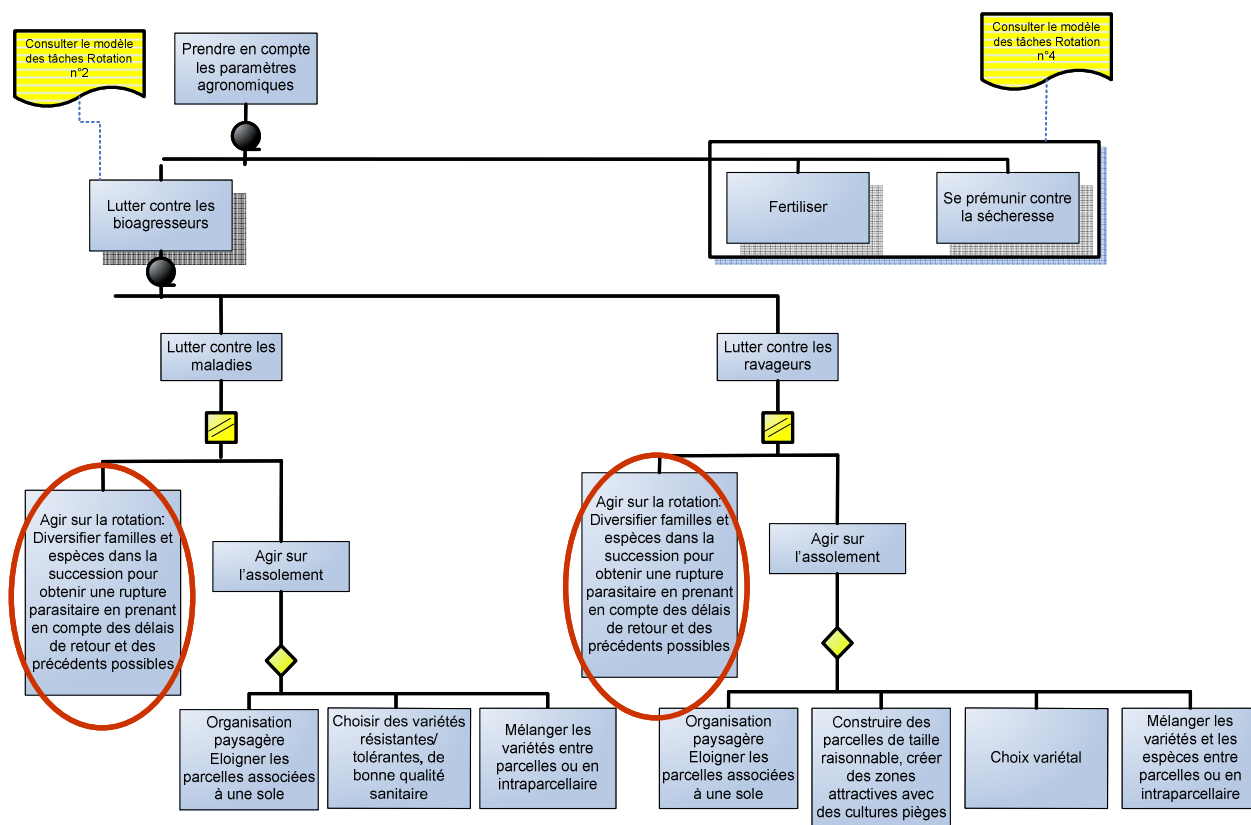 Consulter le modèle
des tâches Rotation
n°2
Prendre en compte
les paramètres
agronomiques
Consulter le modèle
des tâches Rotation
n°4
Lutter contre les
bioagresseurs
Fertiliser
Se prémunir contre
la sécheresse
Lutter contre les
maladies
Lutter contre les
ravageurs
Agir sur la rotation:
Diversifier familles et
espèces dans la
succession pour
obtenir une rupture
parasitaire en prenant
en compte des délais
de retour et des
précédents possibles
Agir sur
l'assolement
Agir sur la rotation:
Diversifier familles et
espèces dans la
succession pour
obtenir une rupture
parasitaire en prenant
en compte des délais
de retour et des
précédents possibles
Agir sur
l'assolement
Organisation
paysagère
Eloigner les
parcelles associées
à une sole
Choisir des variétés
résistantes/
tolérantes, de
bonne qualité
sanitaire
Mélanger les
variétés entre
parcelles ou en
intraparcellaire
Organisation
paysagère
Eloigner les
parcelles associées
à une sole
Construire des
parcelles de taille
raisonnable, créer
des zones
attractives avec
des cultures pièges
Choix variétal
Mélanger les
variétés et les
espèces entre
parcelles ou en
intraparcellaire